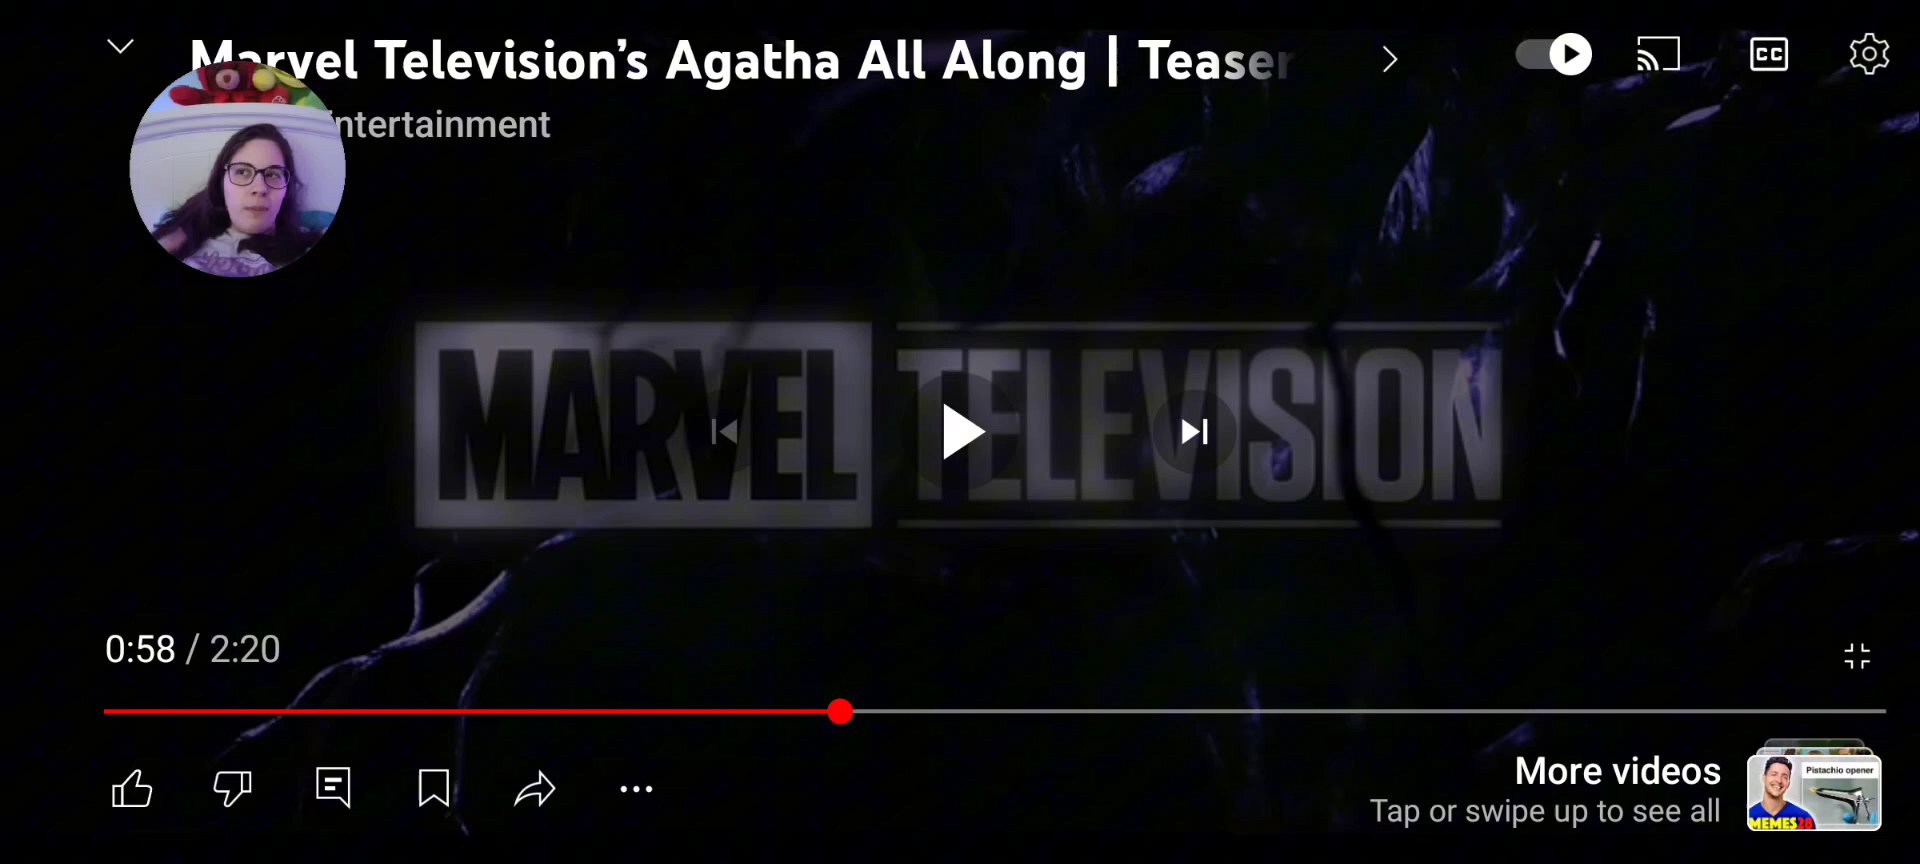 Marvel Television’s Agatha All Along | Teaser
ntertainment
CC
MARVEL TELEVISION
0:58 / 2:20
More videos
Tap or swipe up to see all
Pistachio opener
MEMES